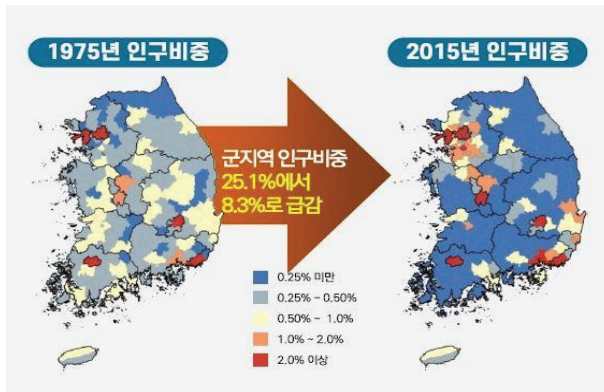 1975년 인구비중
2015년 인구비중
군지역 인구비중
25.1%에서
8.3%로 급감
0.25% 미만
0.25% ~ 0.50%
0.50% ~ 1.0%
1.0% ~ 2.0%
2.0% 이상